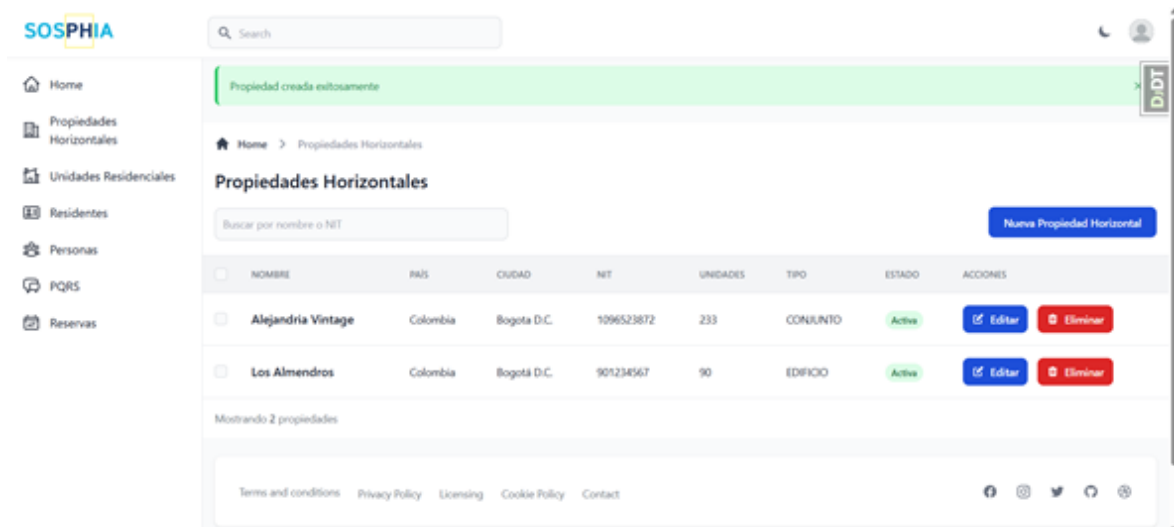 SOSPHIA
Search
Home
Propiedades
Horizontales
Unidades Residenciales
Residentes
Personas
PQRS
Reservas
Propiedad creada exitosamente
×
DJDT
Home > Propiedades Horizontales
Propiedades Horizontales
Buscar por nombre o NIT
Nueva Propiedad Horizontal
NOMBRE PAÍS CIUDAD NIT UNIDADES TIPO ESTADO ACCIONES
Alejandria Vintage Colombia Bogota D.C. 1096523872 233 CONJUNTO Activa Editar Eliminar
Los Almendros Colombia Bogotá D.C. 901234567 90 EDIFICIO Activa Editar Eliminar
Mostrando 2 propiedades
Terms and conditions Privacy Policy Licensing Cookie Policy Contact